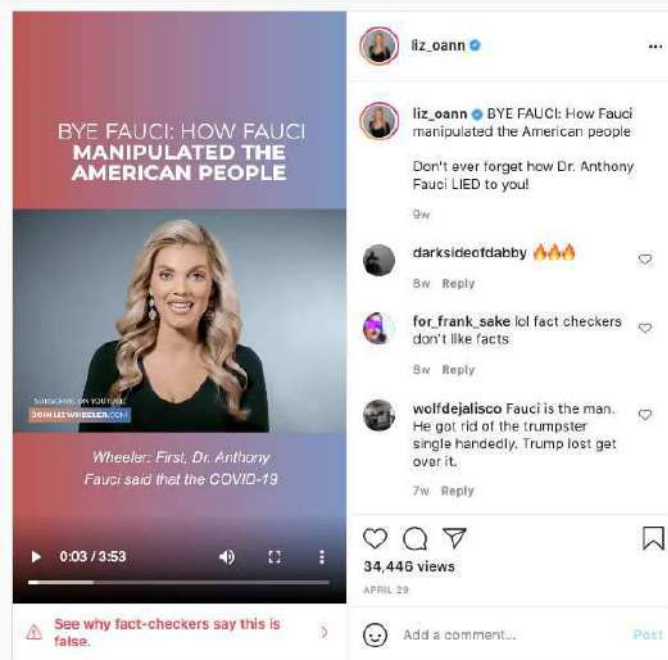 BYE FAUCI: HOW FAUCI
MANIPULATED THE
AMERICAN PEOPLE
SUBSCRIBE ON YOUTUBE
JOIN LIZWHEELER.COM
Wheeler: First, Dr. Anthony
Fauci said that the COVID-19
0:03 / 3:53
See why fact-checkers say this is
false.
liz_oann
liz_oann BYE FAUCI: How Fauci
manipulated the American people
Don't ever forget how Dr. Anthony
Fauci LIED to you!
9w
darksideofdabby 🔥🔥🔥
8w Reply
for_frank_sake lol fact checkers
don't like facts
8w Reply
wolfdejalisco Fauci is the man.
He got rid of the trumpster
single handedly. Trump lost get
over it.
7w Reply
34,446 views
APRIL 29
Add a comment...
Post